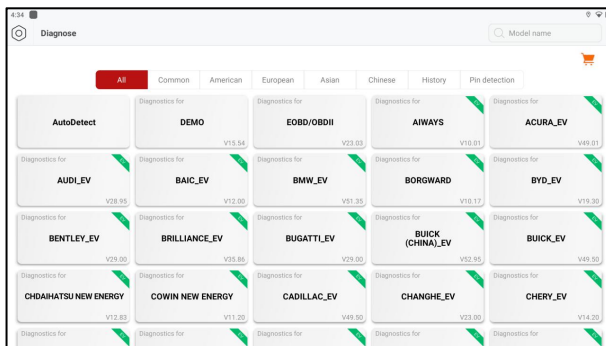 4:34
Diagnose
Model name
All Common American European Asian Chinese History Pin detection
AutoDetect
Diagnostics for
DEMO
V15.54
Diagnostics for
EOBD/OBDII
V23.03
Diagnostics for
AIWAYS
V10.01
Diagnostics for
ACURA_EV
V49.01
Diagnostics for
AUDI_EV
V28.95
Diagnostics for
BAIC_EV
V12.00
Diagnostics for
BMW_EV
V51.35
Diagnostics for
BORGWARD
V10.17
Diagnostics for
BYD_EV
V19.30
Diagnostics for
BENTLEY_EV
V29.00
Diagnostics for
BRILLIANCE_EV
V35.86
Diagnostics for
BUGATTI_EV
V29.00
Diagnostics for
BUICK
(CHINA)_EV
V52.95
Diagnostics for
BUICK_EV
V49.50
Diagnostics for
CHDAIHATSU NEW ENERGY
V12.83
Diagnostics for
COWIN NEW ENERGY
V11.20
Diagnostics for
CADILLAC_EV
V49.50
Diagnostics for
CHANGHE_EV
V23.00
Diagnostics for
CHERY_EV
V14.20
Diagnostics for
Diagnostics for
Diagnostics for
Diagnostics for
Diagnostics for